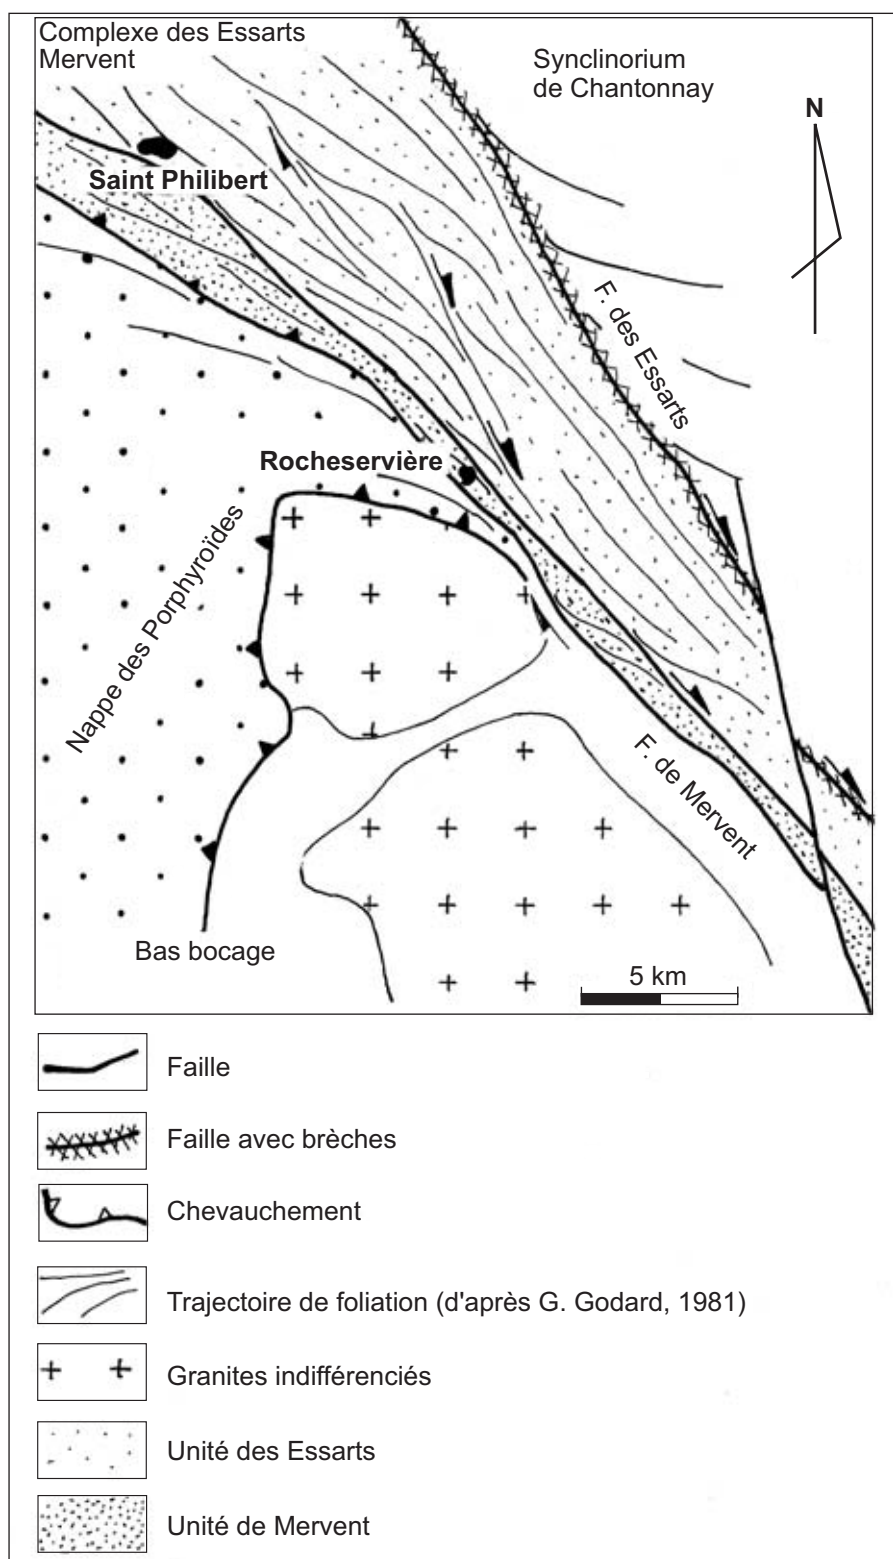 Complexe des Essarts
Mervent
Synclinorium
de Chantonnay
N
Saint Philibert
F. des Essarts
Rocheservière
Nappe des Porphyroïdes
F. de Mervent
Bas bocage
5 km
Faille
Faille avec brèches
Chevauchement
Trajectoire de foliation (d'après G. Godard, 1981)
Granites indifférenciés
Unité des Essarts
Unité de Mervent